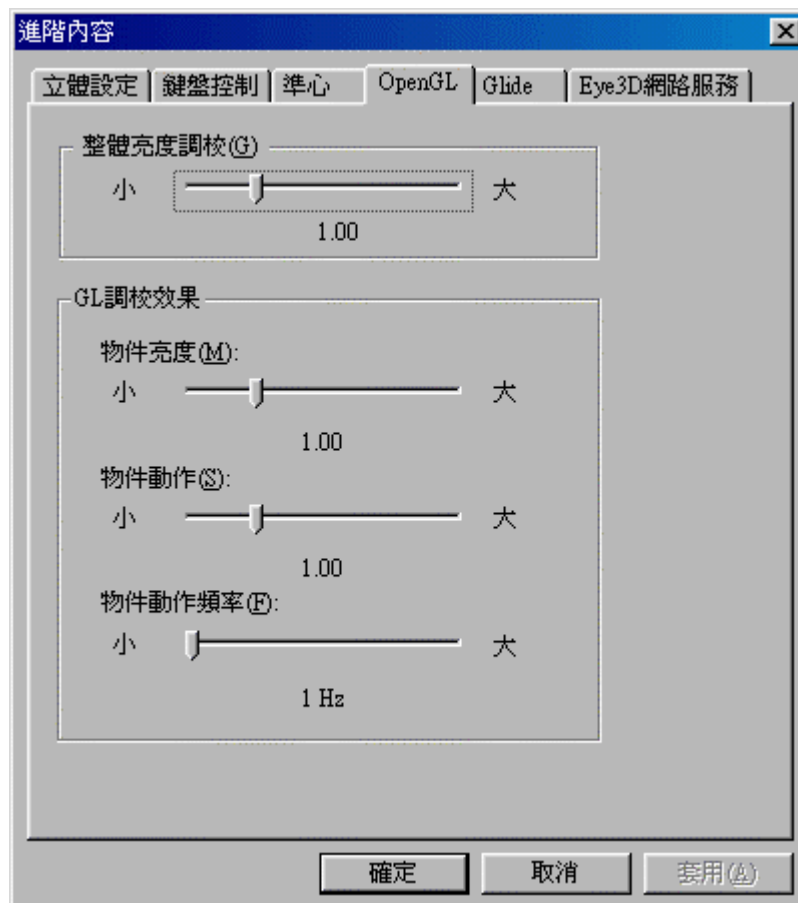 進階內容
立體設定 鍵盤控制 準心 OpenGL Glide Eye3D網路服務
整體亮度調校(G)
小 大
1.00
GL調校效果
物件亮度(M):
小 大
1.00
物件動作(S):
小 大
1.00
物件動作頻率(F):
小 大
1 Hz
確定 取消 套用(A)